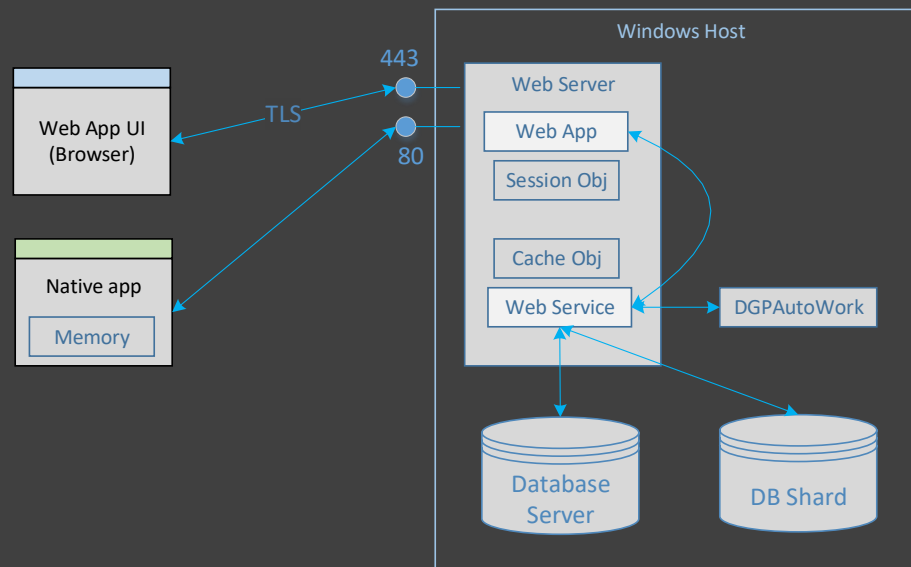 Windows Host
443
Web Server
TLS
Web App UI
(Browser)
Web App
80
Session Obj
Cache Obj
Native app
Web Service
DGPAutoWork
Memory
Database
Server
DB Shard